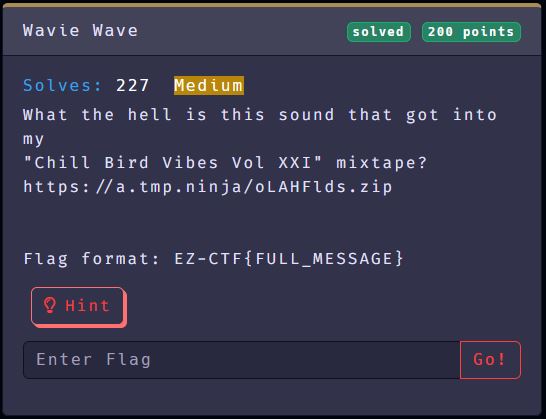 Wavie Wave solved 200 points
Solves: 227 Medium
What the hell is this sound that got into
my
"Chill Bird Vibes Vol XXI" mixtape?
https://a.tmp.ninja/oLAHFlds.zip
Flag format: EZ-CTF{FULL_MESSAGE}
Hint
Enter Flag Go!